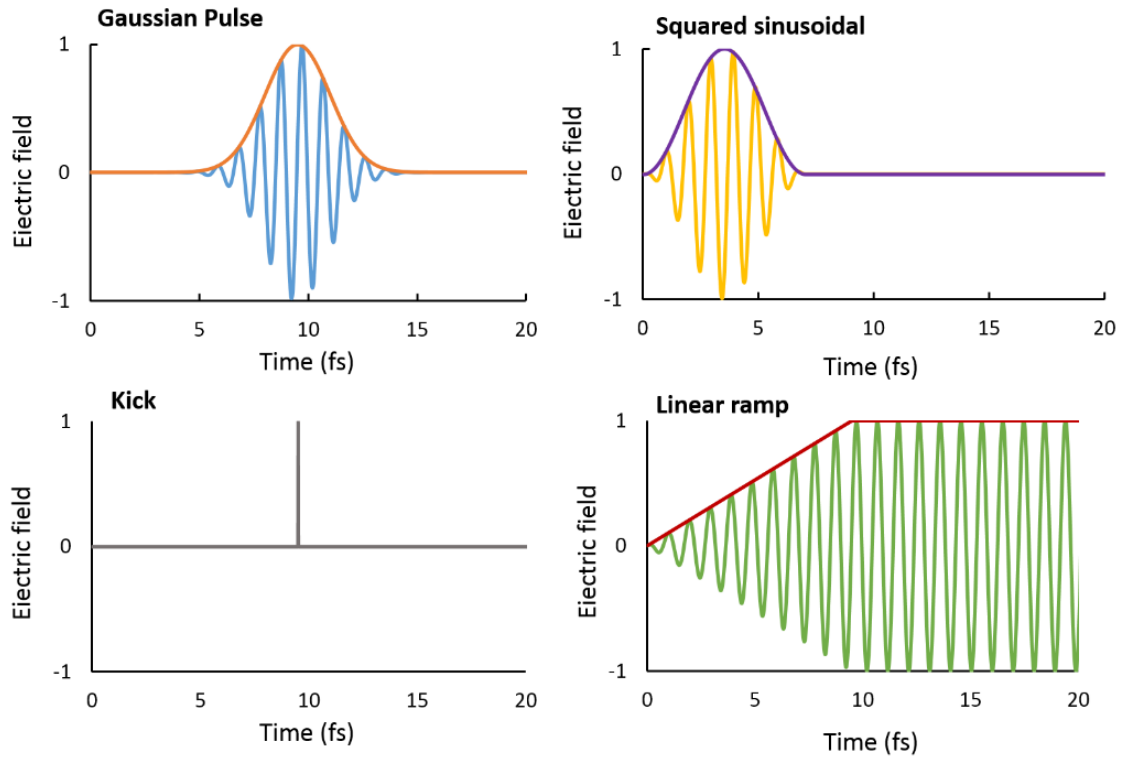 Gaussian Pulse
1
0
-1
Eiectric field
0 5 10 15 20
Time (fs)
Squared sinusoidal
1
0
-1
Eiectric field
0 5 10 15 20
Time (fs)
Kick
1
0
-1
Eiectric field
0 5 10 15 20
Time (fs)
Linear ramp
1
0
-1
Eiectric field
0 5 10 15 20
Time (fs)